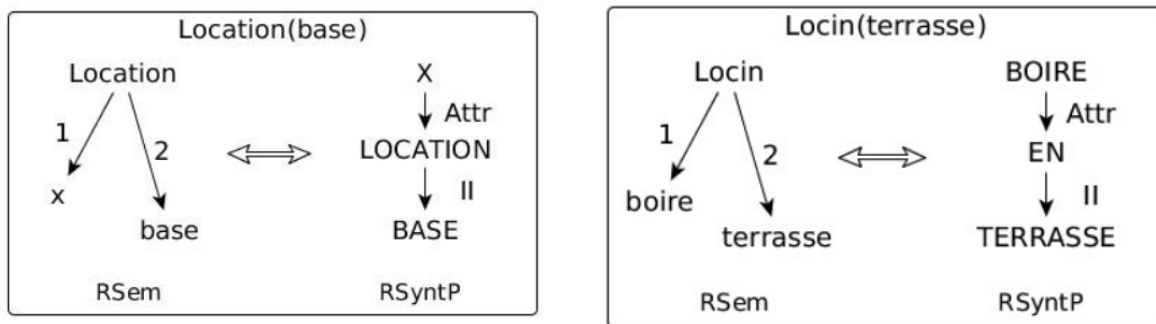 Location(base)
Location
X
1
2
Attr
LOCATION
x
II
base
BASE
RSem
RSyntP
Locin(terrasse)
Locin
BOIRE
1
2
Attr
EN
boire
II
terrasse
TERRASSE
RSem
RSyntP